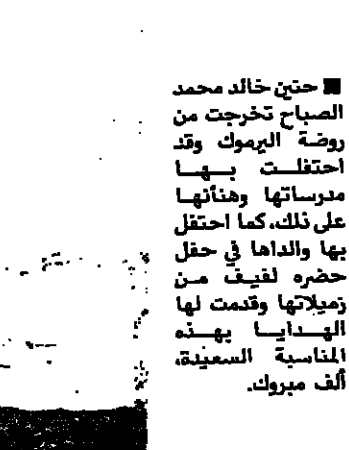 ■ حنين خالد محمد
الصباح تخرجت من
روضة اليرموك وقد
احتفلت بها
مدرساتها وهنأنها
على ذلك، كما احتفل
بها والداها في حفل
حضره لفيف من
زميلاتها وقدمت لها
الهدايا بهذه
المناسبة السعيدة،
ألف مبروك.